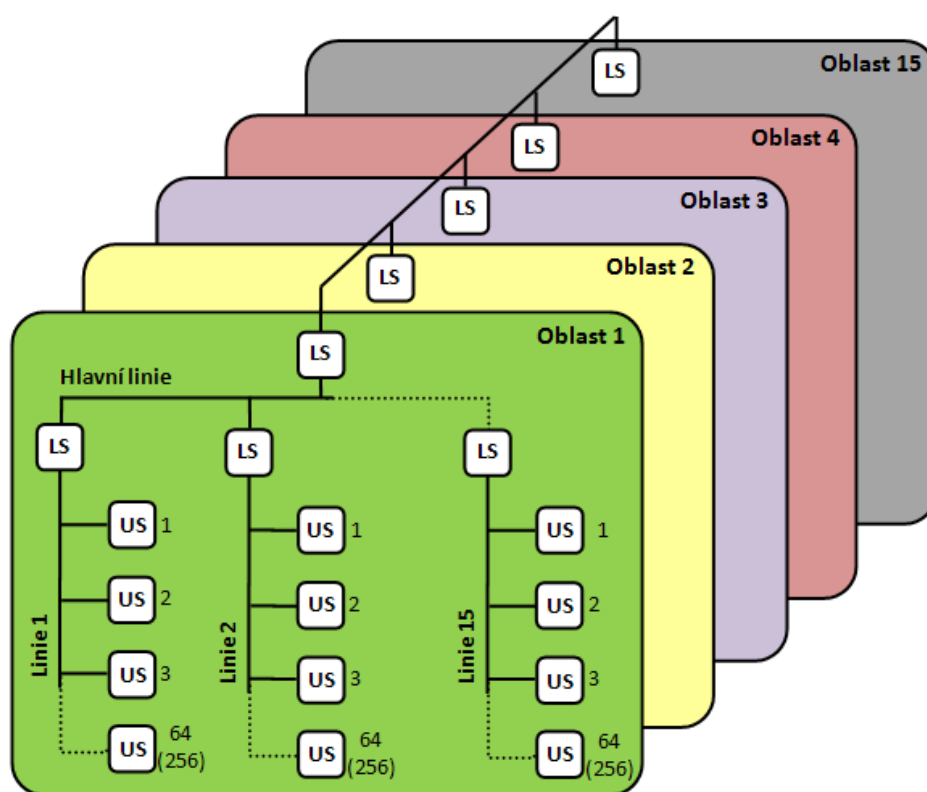 LS
Oblast 15
LS
Oblast 4
LS
Oblast 3
LS
Oblast 2
Oblast 1
LS
Hlavní linie
LS
LS
LS
US 1
US 1
US 1
US 2
US 2
US 2
Linie 1
Linie 2
Linie 15
US 3
US 3
US 3
US 64
(256)
US 64
(256)
US 64
(256)